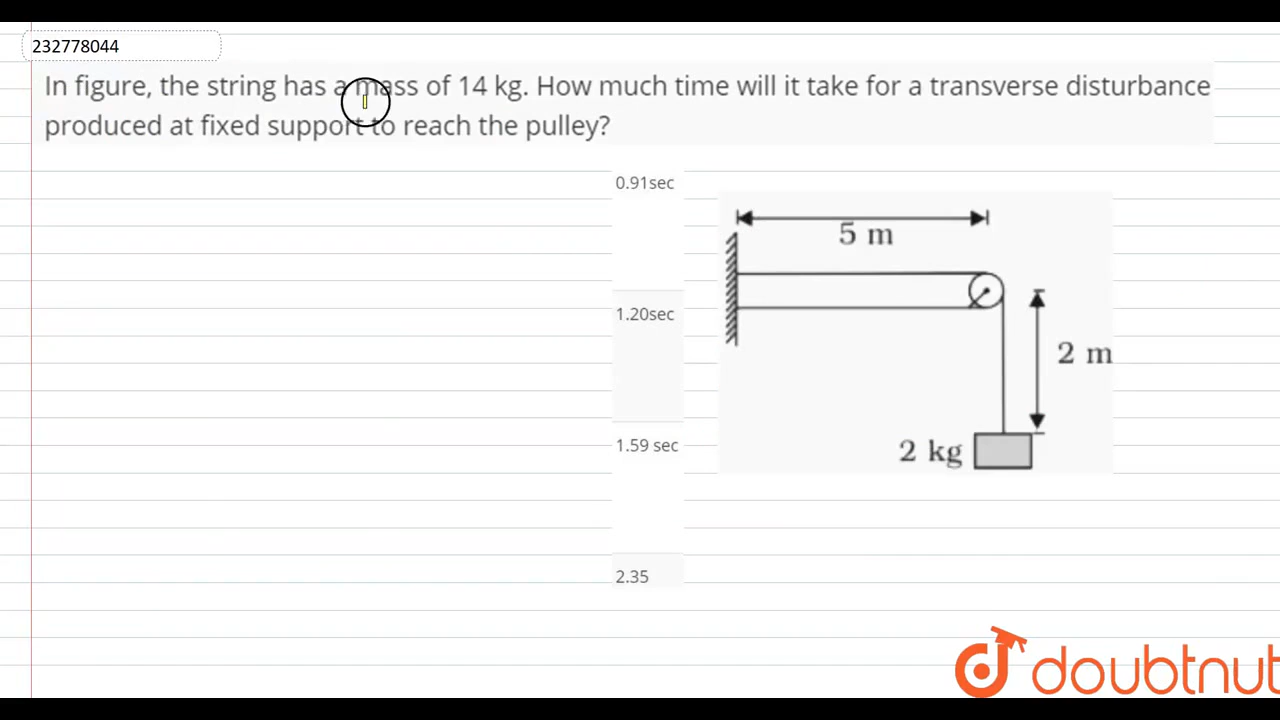 232778044
In figure, the string has a mass of 14 kg. How much time will it take for a transverse disturbance
produced at fixed support to reach the pulley?
0.91sec
1.20sec
1.59 sec
2.35
5 m
2 m
2 kg
doubtnut